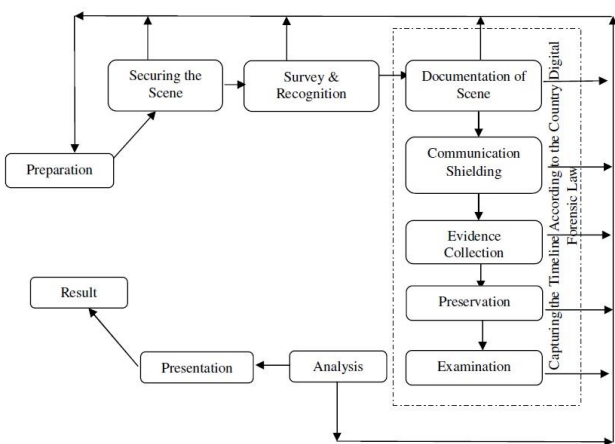 Securing the
Scene
Survey &
Recognition
Documentation of
Scene
Preparation
Communication
Shielding
Evidence
Collection
Preservation
Examination
Capturing the Timeline According to the Country Digital
Forensic Law
Result
Presentation
Analysis